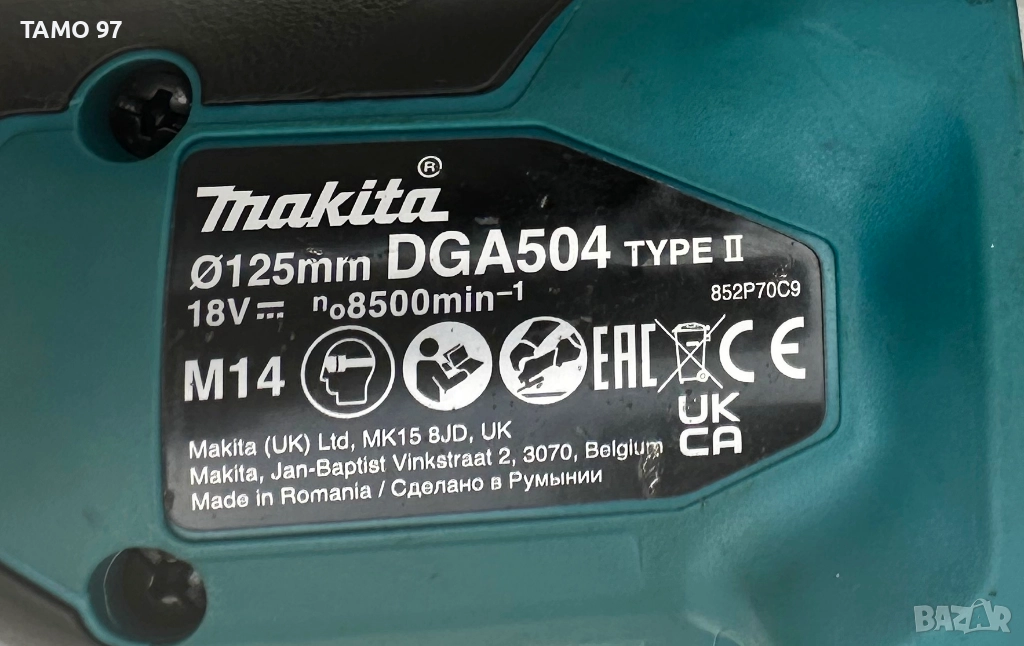 TAMO 97
makita®
Ø125mm DGA504 TYPE II
18V⎓ n₀8500min⁻¹
852P70C9
M14
EAC
CE
UK
CA
Makita (UK) Ltd, MK15 8JD, UK
Makita, Jan-Baptist Vinkstraat 2, 3070, Belgium
Made in Romania / Сделано в Румынии
BAZAR